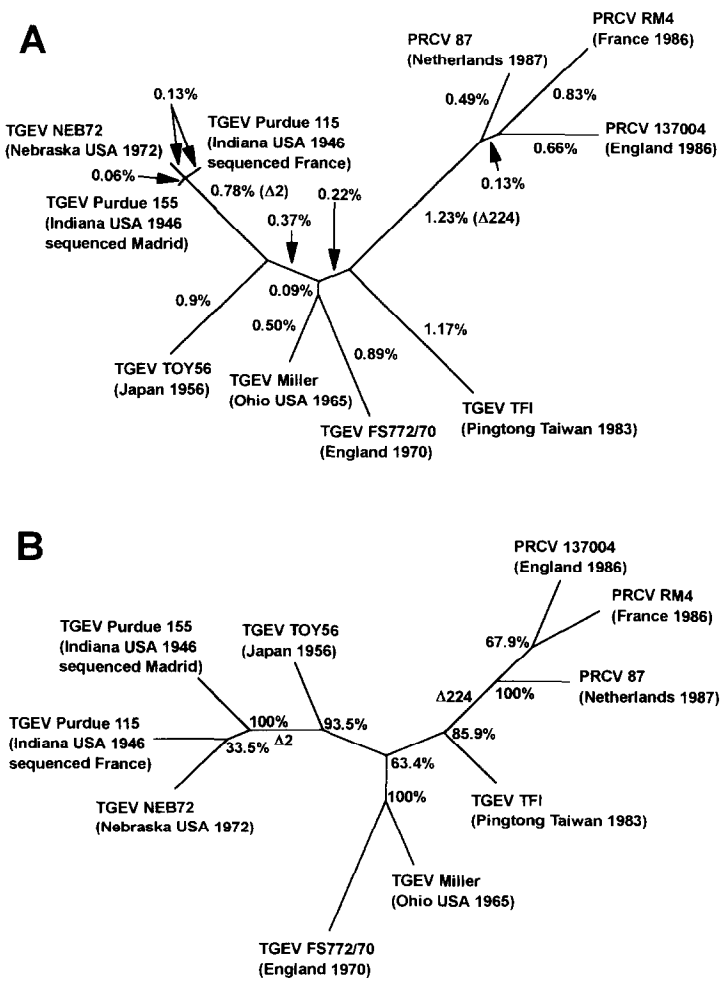 A
PRCV RM4
(France 1986)
PRCV 87
(Netherlands 1987)
0.13%
0.49%
0.83%
TGEV NEB72
(Nebraska USA 1972)
TGEV Purdue 115
(Indiana USA 1946
sequenced France)
PRCV 137004
(England 1986)
0.66%
0.06%
0.13%
TGEV Purdue 155
(Indiana USA 1946
sequenced Madrid)
0.78% (Δ2)
0.22%
0.37%
1.23% (Δ224)
0.09%
0.9%
0.50%
0.89%
1.17%
TGEV TOY56
(Japan 1956)
TGEV Miller
(Ohio USA 1965)
TGEV TFI
(Pingtong Taiwan 1983)
TGEV FS772/70
(England 1970)
B
PRCV 137004
(England 1986)
PRCV RM4
(France 1986)
TGEV Purdue 155
(Indiana USA 1946
sequenced Madrid)
TGEV TOY56
(Japan 1956)
67.9%
PRCV 87
(Netherlands 1987)
Δ224
100%
TGEV Purdue 115
(Indiana USA 1946
sequenced France)
100%
93.5%
85.9%
33.5%
Δ2
63.4%
TGEV NEB72
(Nebraska USA 1972)
100%
TGEV TFI
(Pingtong Taiwan 1983)
TGEV Miller
(Ohio USA 1965)
TGEV FS772/70
(England 1970)